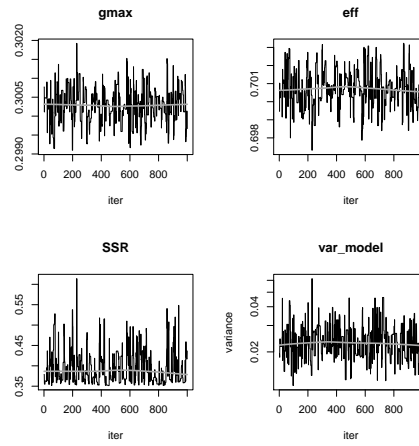 gmax
0.3020
0.3005
0.2990
0 200 400 600 800
iter
eff
0.701
0.698
0 200 400 600 800
iter
SSR
0.55
0.45
0.35
0 200 400 600 800
iter
var_model
variance
0.04
0.02
0 200 400 600 800
iter